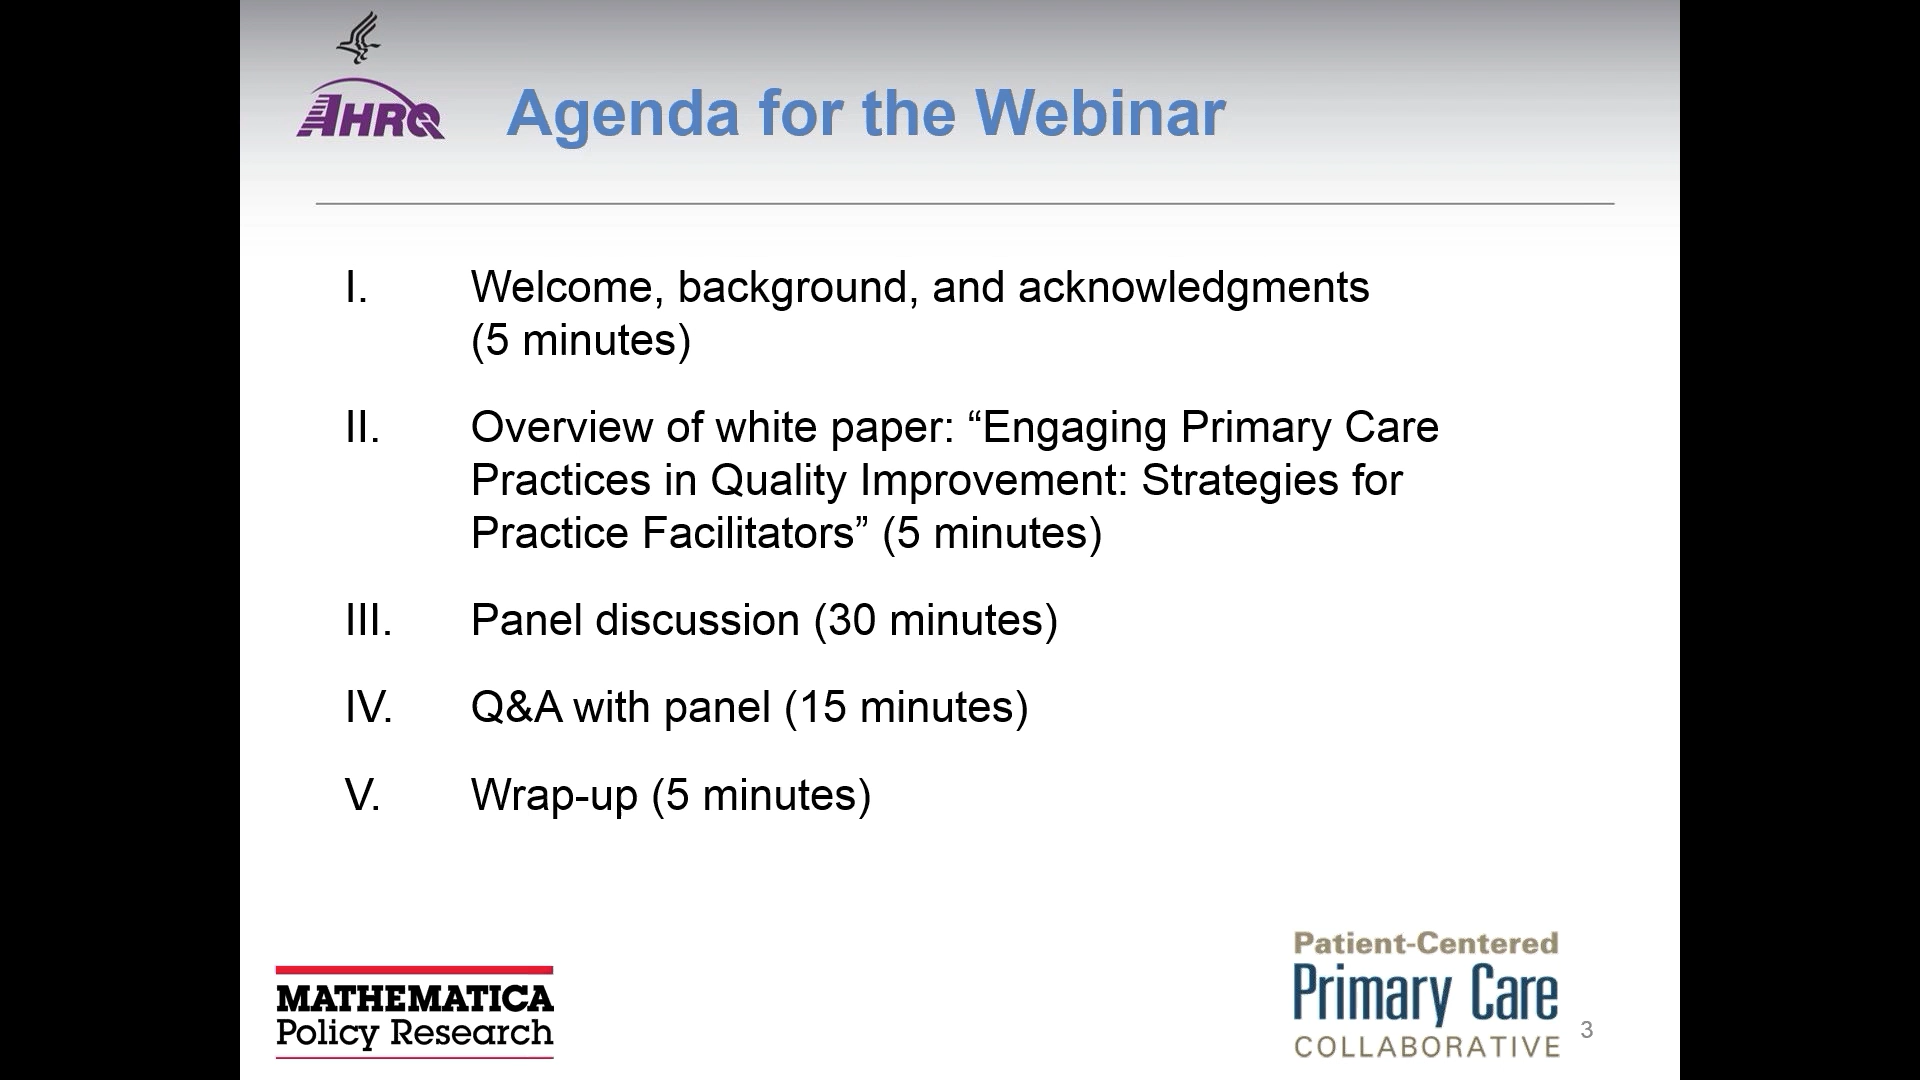 AHRQ
Agenda for the Webinar
I. Welcome, background, and acknowledgments
(5 minutes)
II. Overview of white paper: “Engaging Primary Care
Practices in Quality Improvement: Strategies for
Practice Facilitators” (5 minutes)
III. Panel discussion (30 minutes)
IV. Q&A with panel (15 minutes)
V. Wrap-up (5 minutes)
MATHEMATICA
Policy Research
Patient-Centered
Primary Care
COLLABORATIVE
3